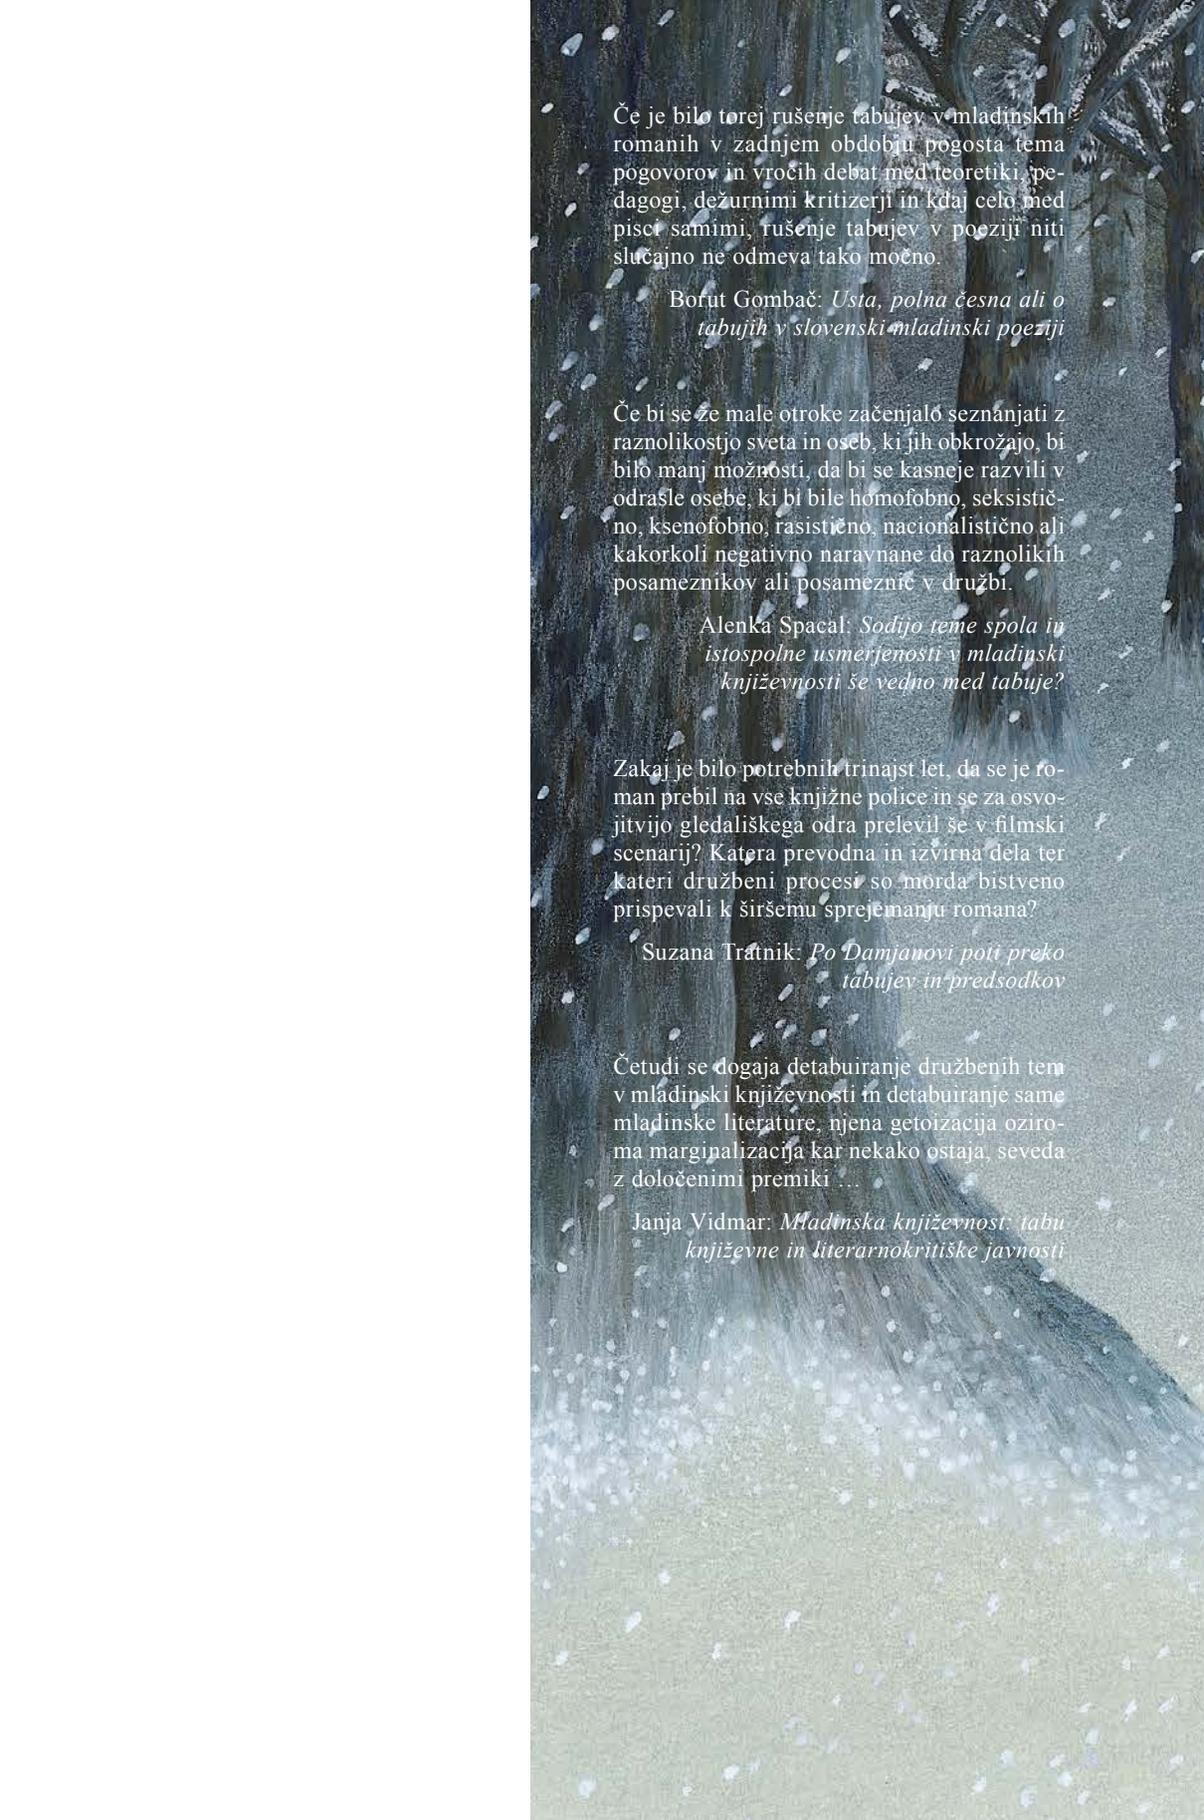 Če je bilo torej rušenje tabujev v mladinskih
romanih v zadnjem obdobju pogosta tema
pogovorov in vročih debat med teoretiki, pe-
dagogi, dežurnimi kritizerji in kdaj celo med
pisci samimi, rušenje tabujev v poeziji niti
slučajno ne odmeva tako močno.
Borut Gombač: Usta, polna česna ali o
tabujih v slovenski mladinski poeziji
Če bi se že male otroke začenjalo seznanjati z
raznolikostjo sveta in oseb, ki jih obkrožajo, bi
bilo manj možnosti, da bi se kasneje razvili v
odrasle osebe, ki bi bile homofobno, seksistič-
no, ksenofobno, rasistično, nacionalistično ali
kakorkoli negativno naravnane do raznolikih
posameznikov ali posameznic v družbi.
Alenka Spacal: Sodijo teme spola in
istospolne usmerjenosti v mladinski
književnosti še vedno med tabuje?
Zakaj je bilo potrebnih trinajst let, da se je ro-
man prebil na vse knjižne police in se za osvo-
jitvijo gledališkega odra prelevil še v filmski
scenarij? Katera prevodna in izvirna dela ter
kateri družbeni procesi so morda bistveno
prispevali k širšemu sprejemanju romana?
Suzana Tratnik: Po Damjanovi poti preko
tabujev in predsodkov
Četudi se dogaja detabuiranje družbenih tem
v mladinski književnosti in detabuiranje same
mladinske literature, njena getoizacija oziro-
ma marginalizacija kar nekako ostaja, seveda
z določenimi premiki …
Janja Vidmar: Mladinska književnost: tabu
književne in literarnokritiške javnosti